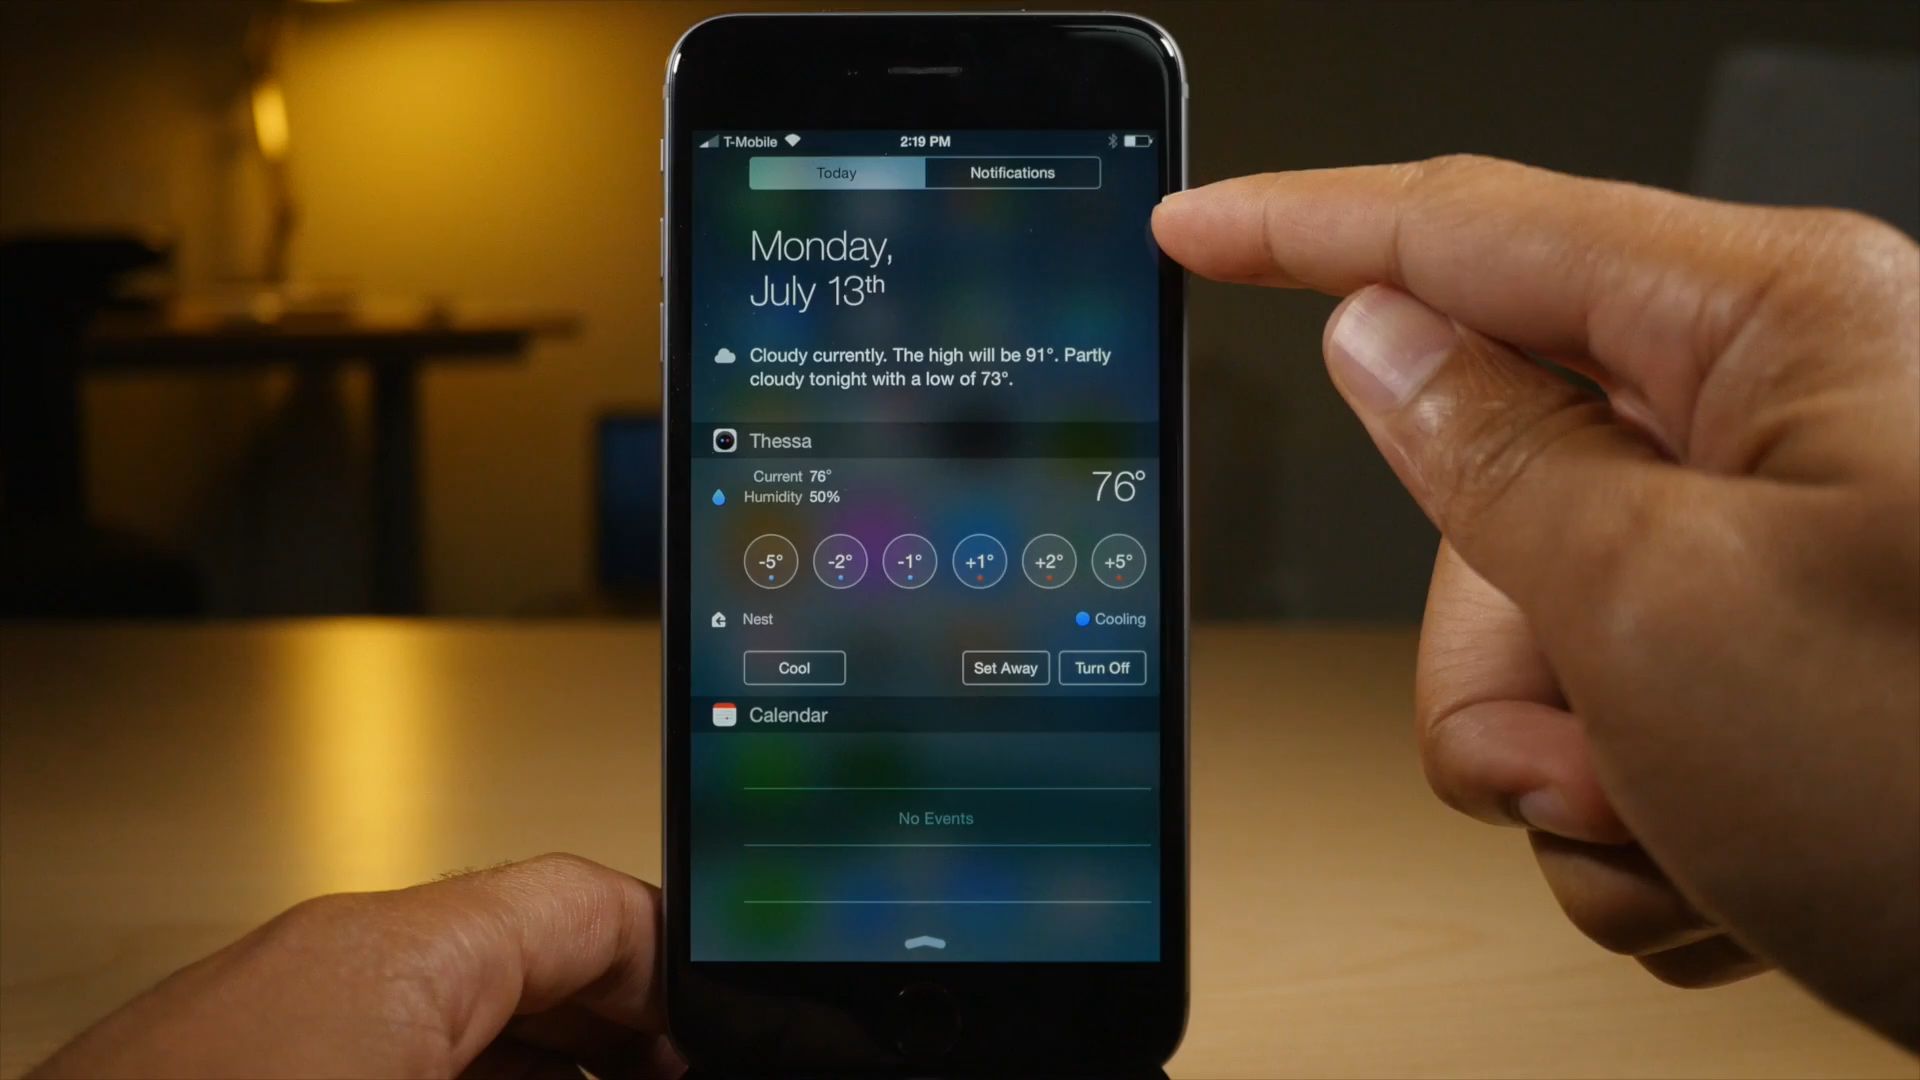 T-Mobile 2:19 PM
Today Notifications
Monday,
July 13th
Cloudy currently. The high will be 91°. Partly
cloudy tonight with a low of 73°.
Thessa
Current 76°
Humidity 50%
76°
-5° -2° -1° +1° +2° +5°
Nest Cooling
Cool Set Away Turn Off
Calendar
No Events